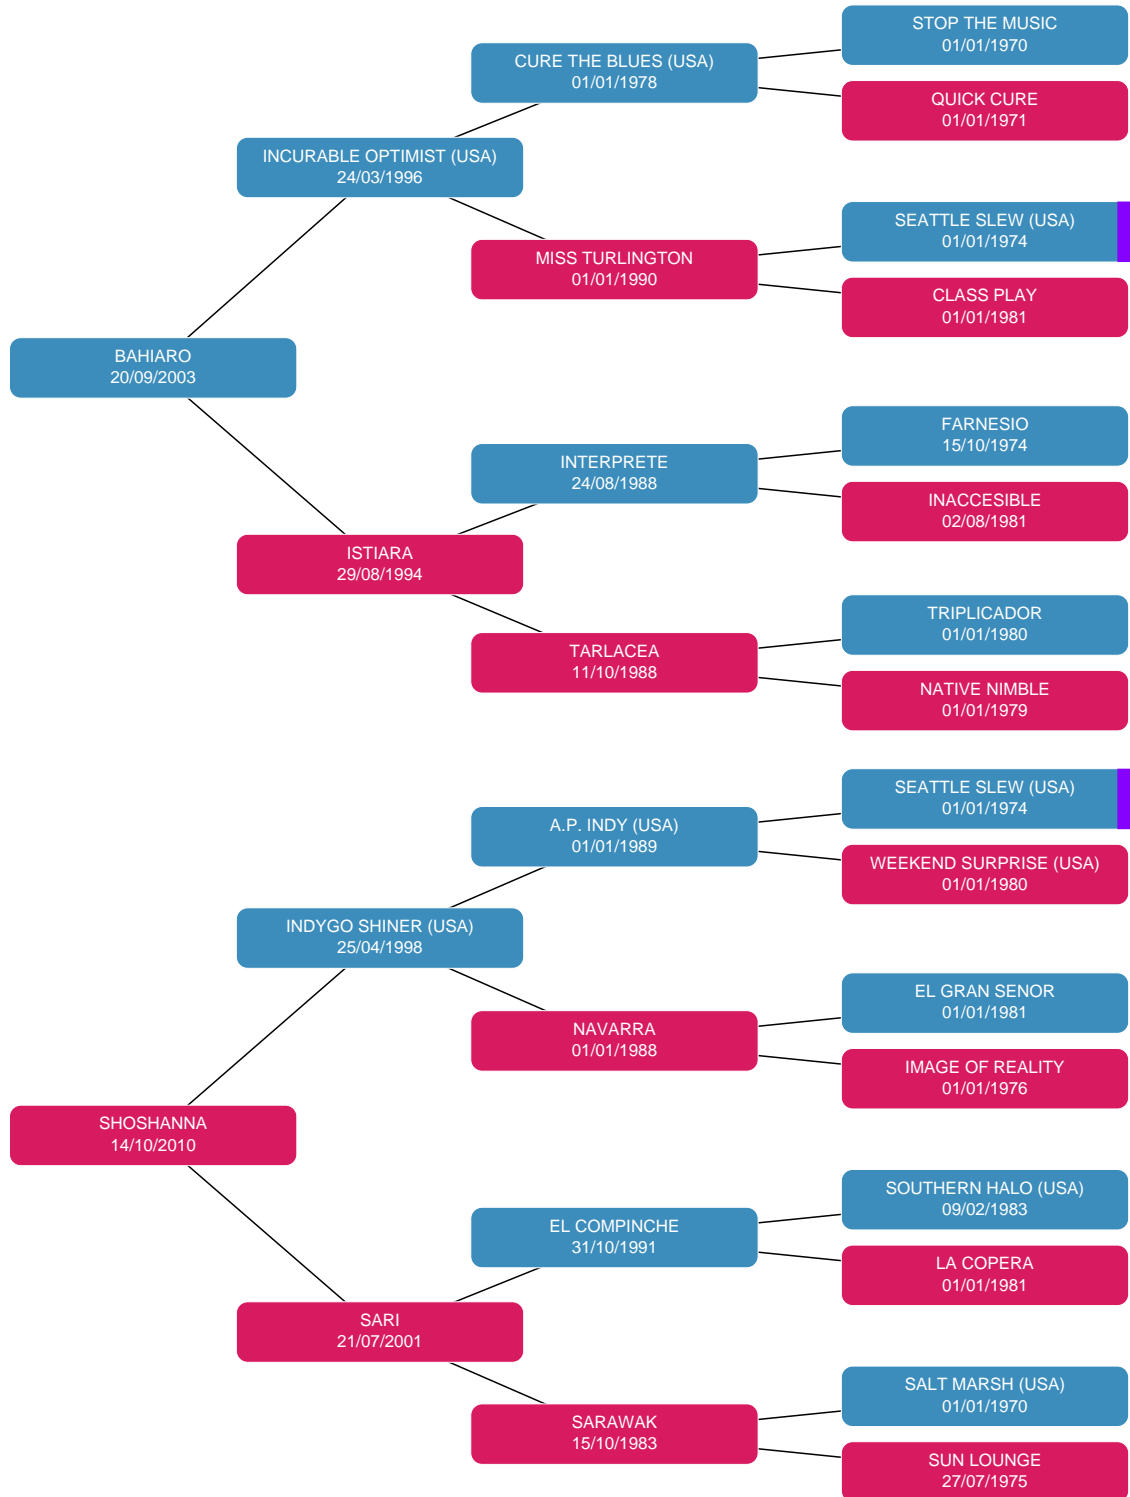 STOP THE MUSIC
01/01/1970
CURE THE BLUES (USA)
01/01/1978
QUICK CURE
01/01/1971
INCURABLE OPTIMIST (USA)
24/03/1996
SEATTLE SLEW (USA)
01/01/1974
MISS TURLINGTON
01/01/1990
CLASS PLAY
01/01/1981
BAHIARO
20/09/2003
FARNESIO
15/10/1974
INTERPRETE
24/08/1988
INACCESIBLE
02/08/1981
ISTIARA
29/08/1994
TRIPLICADOR
01/01/1980
TARLACEA
11/10/1988
NATIVE NIMBLE
01/01/1979
SEATTLE SLEW (USA)
01/01/1974
A.P. INDY (USA)
01/01/1989
WEEKEND SURPRISE (USA)
01/01/1980
INDYGO SHINER (USA)
25/04/1998
EL GRAN SENOR
01/01/1981
NAVARRA
01/01/1988
IMAGE OF REALITY
01/01/1976
SHOSHANNA
14/10/2010
SOUTHERN HALO (USA)
09/02/1983
EL COMPINCHE
31/10/1991
LA COPERA
01/01/1981
SARI
21/07/2001
SALT MARSH (USA)
01/01/1970
SARAWAK
15/10/1983
SUN LOUNGE
27/07/1975